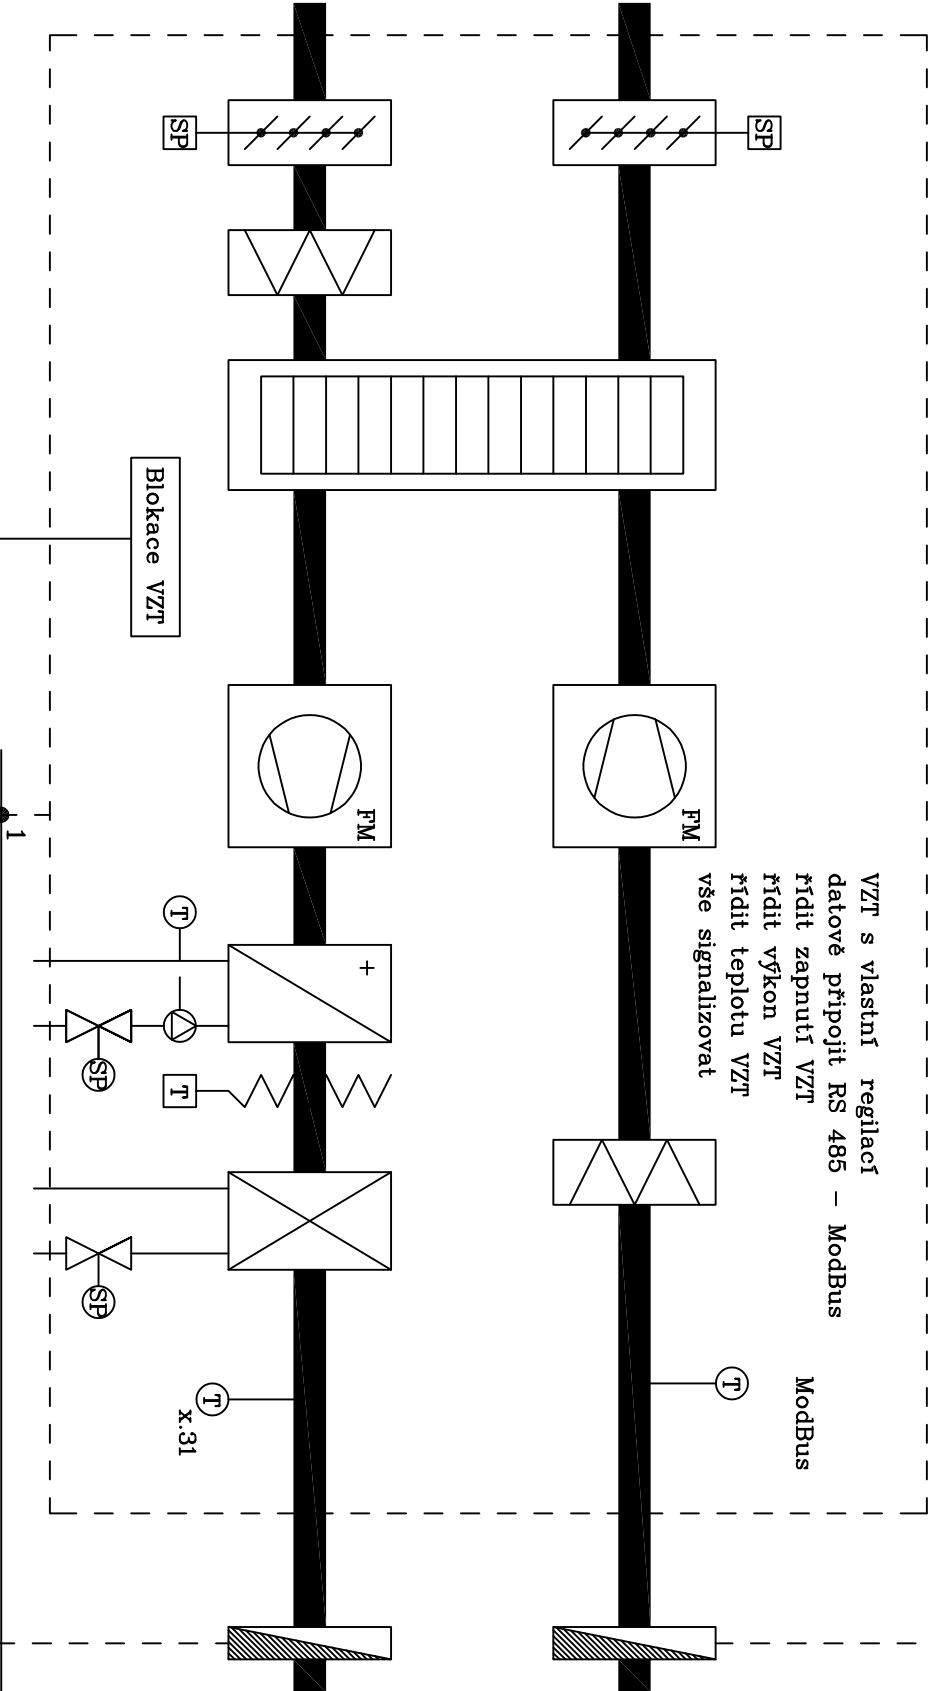 SP
SP
Blokace VZT
FM
FM
1
VZT s vlastní regilací
datově připojit RS 485 - ModBus
řídit zapnutí VZT
řídit výkon VZT
řídit teplotu VZT
vše signalizovat
T
+
SP
T
SP
T
ModBus
T
x.31